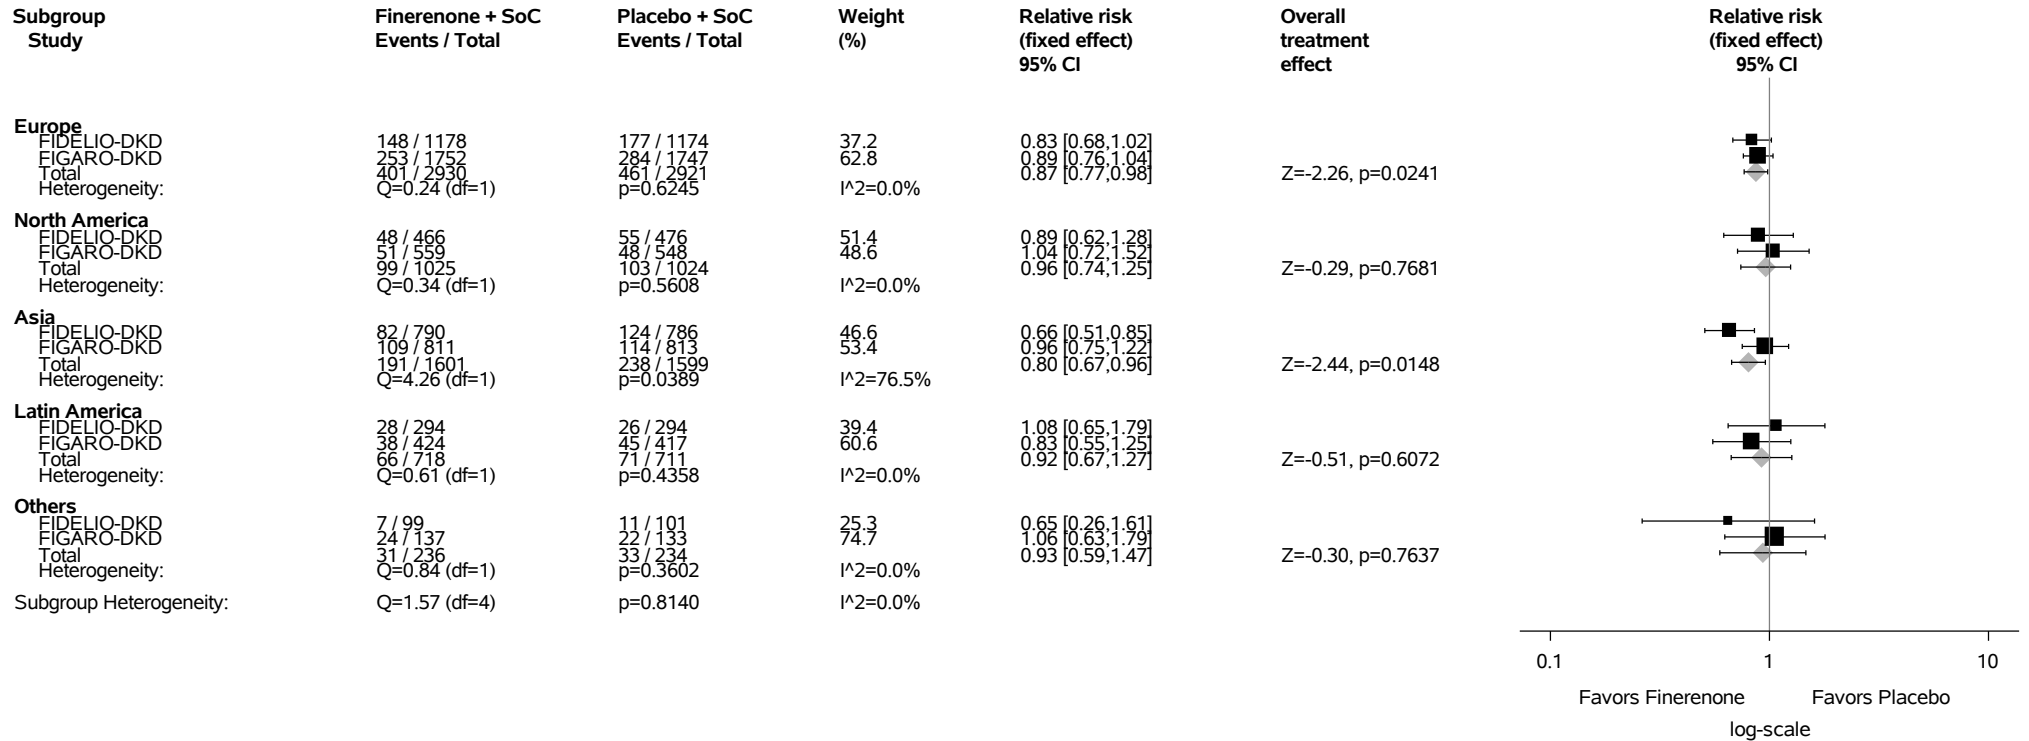 Subgroup Finerenone + SoC Placebo + SoC Weight Relative risk Overall Relative risk
Study Events / Total Events / Total (%) (fixed effect) treatment (fixed effect)
95% CI effect 95% CI
Europe
FIDELIO-DKD 148 / 1178 177 / 1174 37.2 0.83 [0.68,1.02]
FIGARO-DKD 253 / 1752 284 / 1747 62.8 0.89 [0.76,1.04]
Total 401 / 2930 461 / 2921 0.87 [0.77,0.98] Z=-2.26, p=0.0241
Heterogeneity: Q=0.24 (df=1) p=0.6245 I^2=0.0%
North America
FIDELIO-DKD 48 / 466 55 / 476 51.4 0.89 [0.62,1.28]
FIGARO-DKD 51 / 559 48 / 548 48.6 1.04 [0.72,1.52]
Total 99 / 1025 103 / 1024 0.96 [0.74,1.25] Z=-0.29, p=0.7681
Heterogeneity: Q=0.34 (df=1) p=0.5608 I^2=0.0%
Asia
FIDELIO-DKD 82 / 790 124 / 786 46.6 0.66 [0.51,0.85]
FIGARO-DKD 109 / 811 114 / 813 53.4 0.96 [0.75,1.22]
Total 191 / 1601 238 / 1599 0.80 [0.67,0.96] Z=-2.44, p=0.0148
Heterogeneity: Q=4.26 (df=1) p=0.0389 I^2=76.5%
Latin America
FIDELIO-DKD 28 / 294 26 / 294 39.4 1.08 [0.65,1.79]
FIGARO-DKD 38 / 424 45 / 417 60.6 0.83 [0.55,1.25]
Total 66 / 718 71 / 711 0.92 [0.67,1.27] Z=-0.51, p=0.6072
Heterogeneity: Q=0.61 (df=1) p=0.4358 I^2=0.0%
Others
FIDELIO-DKD 7 / 99 11 / 101 25.3 0.65 [0.26,1.61]
FIGARO-DKD 24 / 137 22 / 133 74.7 1.06 [0.63,1.79]
Total 31 / 236 33 / 234 0.93 [0.59,1.47] Z=-0.30, p=0.7637
Heterogeneity: Q=0.84 (df=1) p=0.3602 I^2=0.0%
Subgroup Heterogeneity: Q=1.57 (df=4) p=0.8140 I^2=0.0%
0.1 1 10
Favors Finerenone Favors Placebo
log-scale